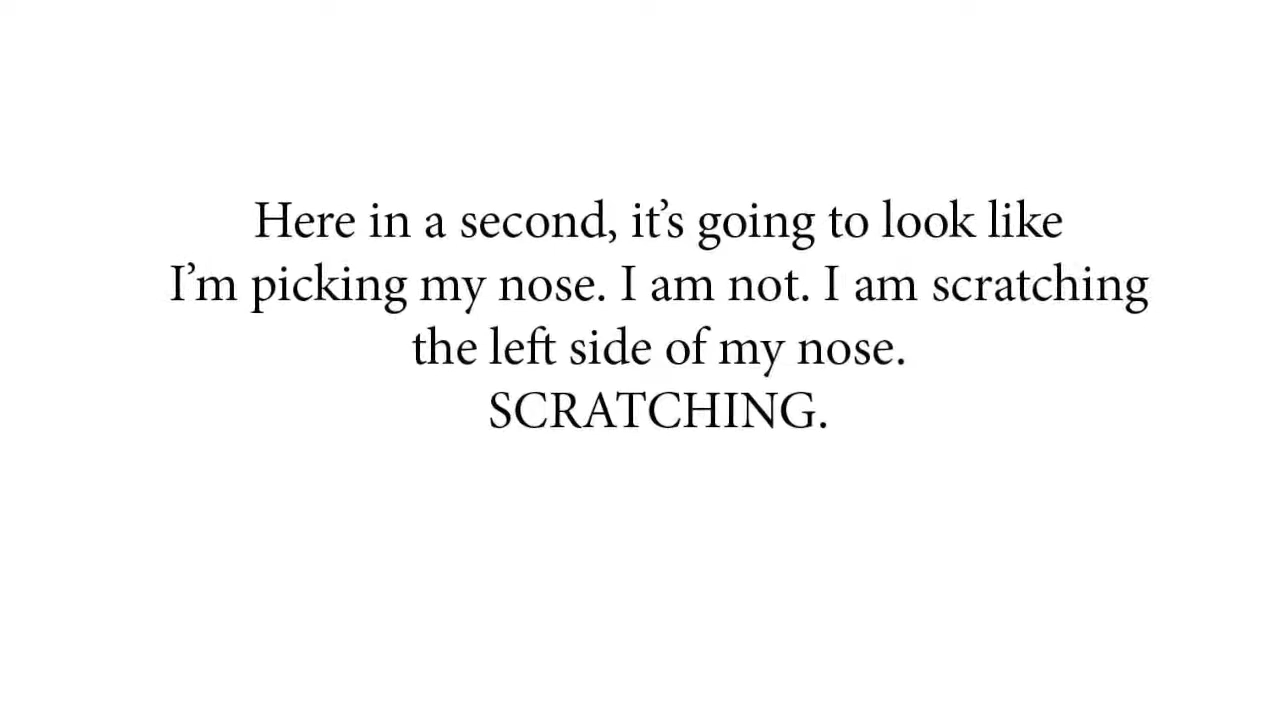 Here in a second, it’s going to look like
I’m picking my nose. I am not. I am scratching
the left side of my nose.
SCRATCHING.